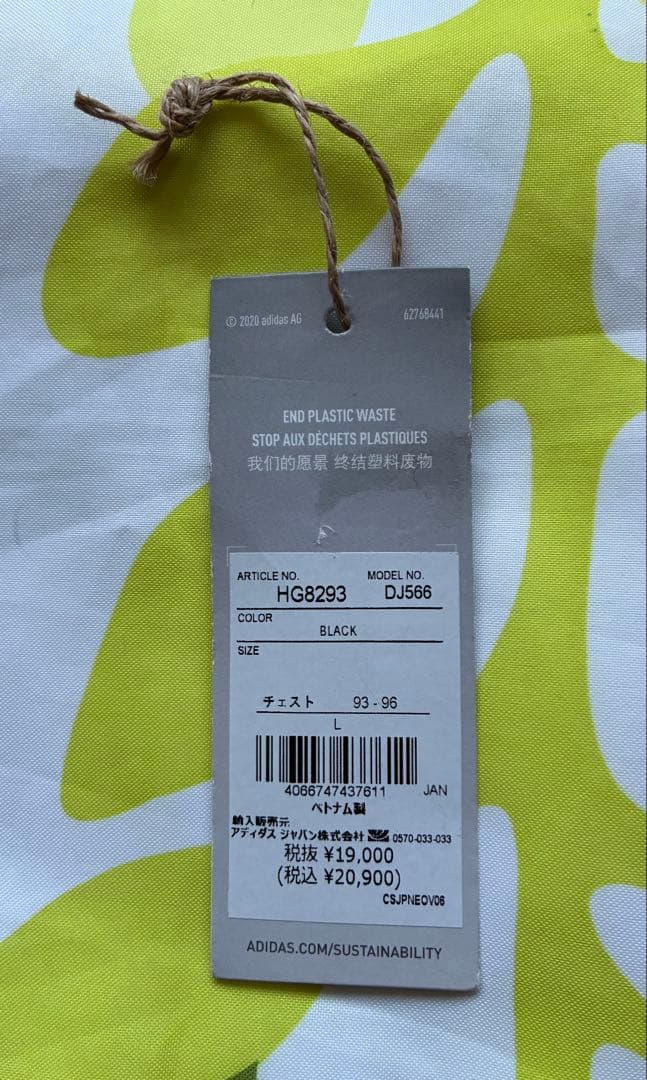 © 2020 adidas AG 62768441
END PLASTIC WASTE
STOP AUX DÉCHETS PLASTIQUES
我们的愿景 终结塑料废物
ARTICLE NO. MODEL NO.
HG8293 DJ566
COLOR
BLACK
SIZE
チェスト 93 - 96
L
4066747437611 JAN
ベトナム製
輸入販売元
アディダス ジャパン株式会社 0570-033-033
税抜 ¥19,000
(税込 ¥20,900)
CSJPNEOV06
ADIDAS.COM/SUSTAINABILITY